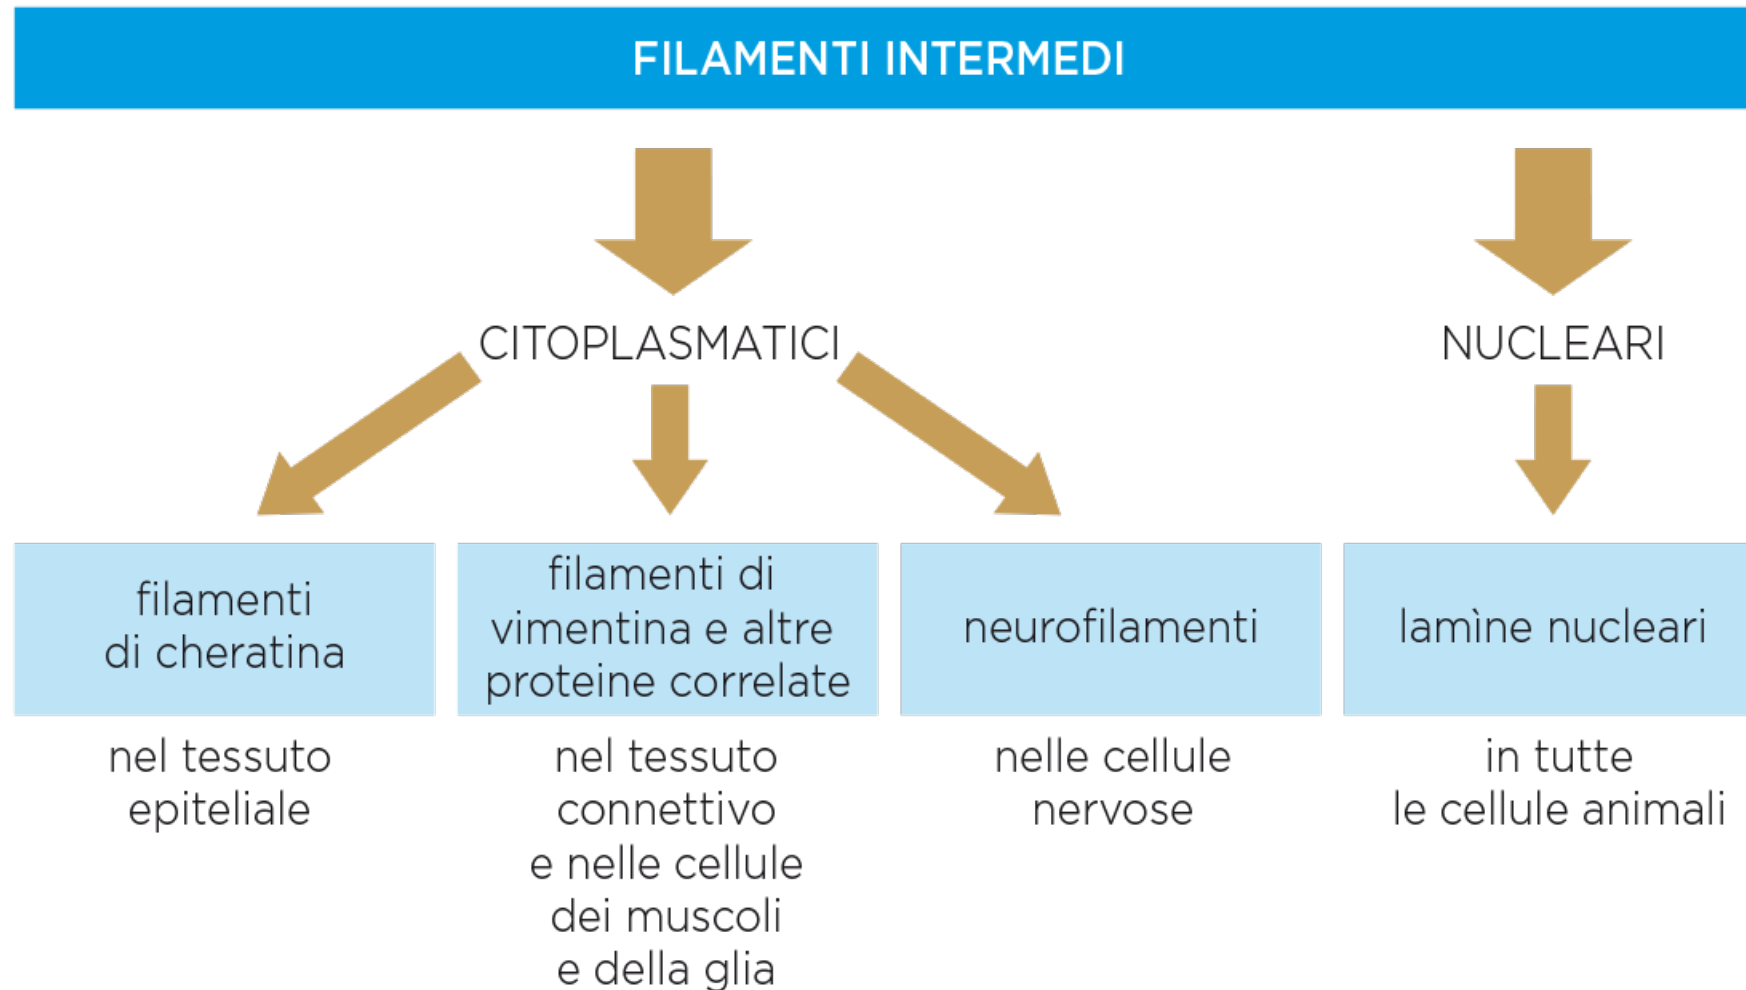 FILAMENTI INTERMEDI
CITOPLASMATICI
NUCLEARI
filamenti
di cheratina
filamenti di
vimentina e altre
proteine correlate
neurofilamenti
lamìne nucleari
nel tessuto
epiteliale
nel tessuto
connettivo
e nelle cellule
dei muscoli
e della glia
nelle cellule
nervose
in tutte
le cellule animali